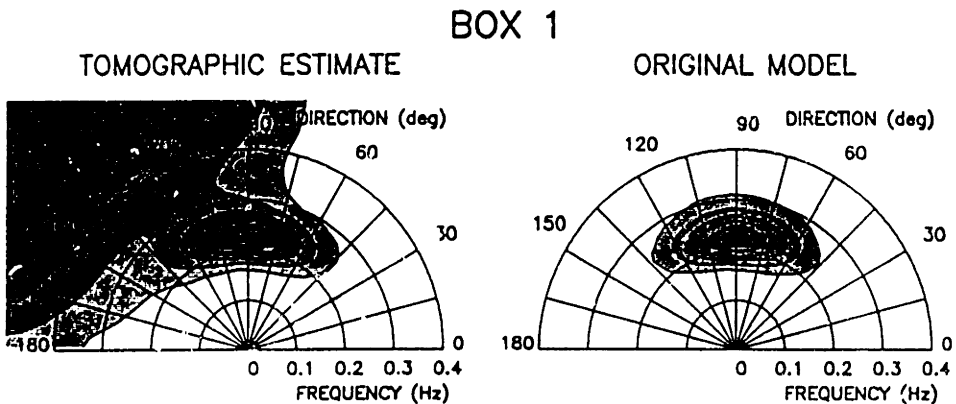 BOX 1
TOMOGRAPHIC ESTIMATE
DIRECTION (deg)
60
30
180
0
0 0.1 0.2 0.3 0.4
FREQUENCY (Hz)
ORIGINAL MODEL
90 DIRECTION (deg)
120
60
150
30
180
0
0 0.1 0.2 0.3 0.4
FREQUENCY (Hz)